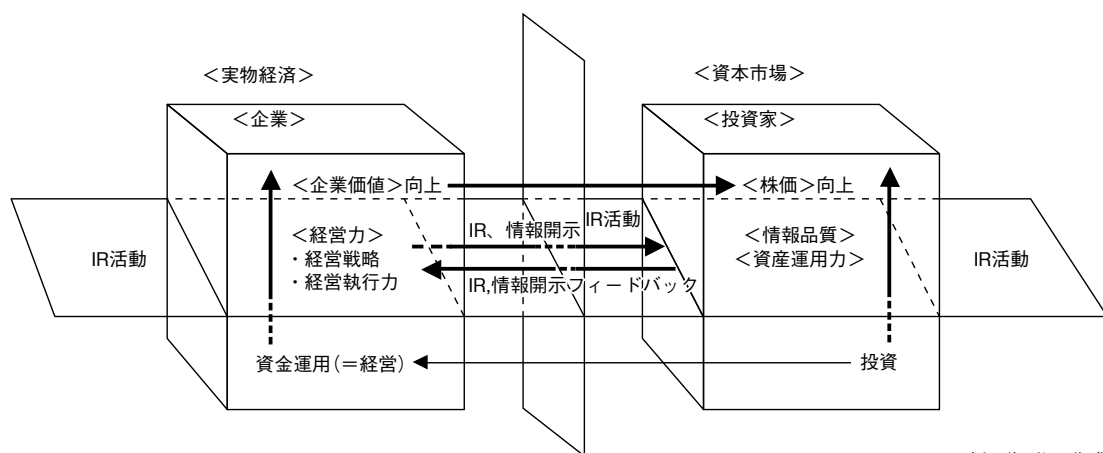 ＜実物経済＞
＜資本市場＞
＜企業＞
＜投資家＞
＜企業価値＞向上
＜株価＞向上
IR活動
＜経営力＞
・経営戦略
・経営執行力
IR、情報開示
IR活動
IR,情報開示フィードバック
＜情報品質＞
＜資産運用力＞
IR活動
資金運用（＝経営）
投資